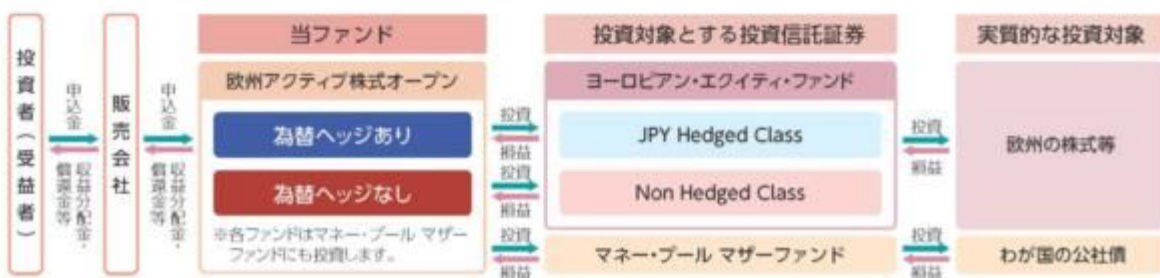 投資者(受益者)
申込金
収益分配金・
償還金等
販売会社
申込金
収益分配金・
償還金等
当ファンド
欧州アクティブ株式オープン
為替ヘッジあり
為替ヘッジなし
※各ファンドはマネー・プール マザー
ファンドにも投資します。
投資
損益
投資
損益
投資
損益
投資対象とする投資信託証券
ヨーロピアン・エクイティ・ファンド
JPY Hedged Class
Non Hedged Class
マネー・プール マザーファンド
投資
損益
投資
損益
実質的な投資対象
欧州の株式等
わが国の公社債